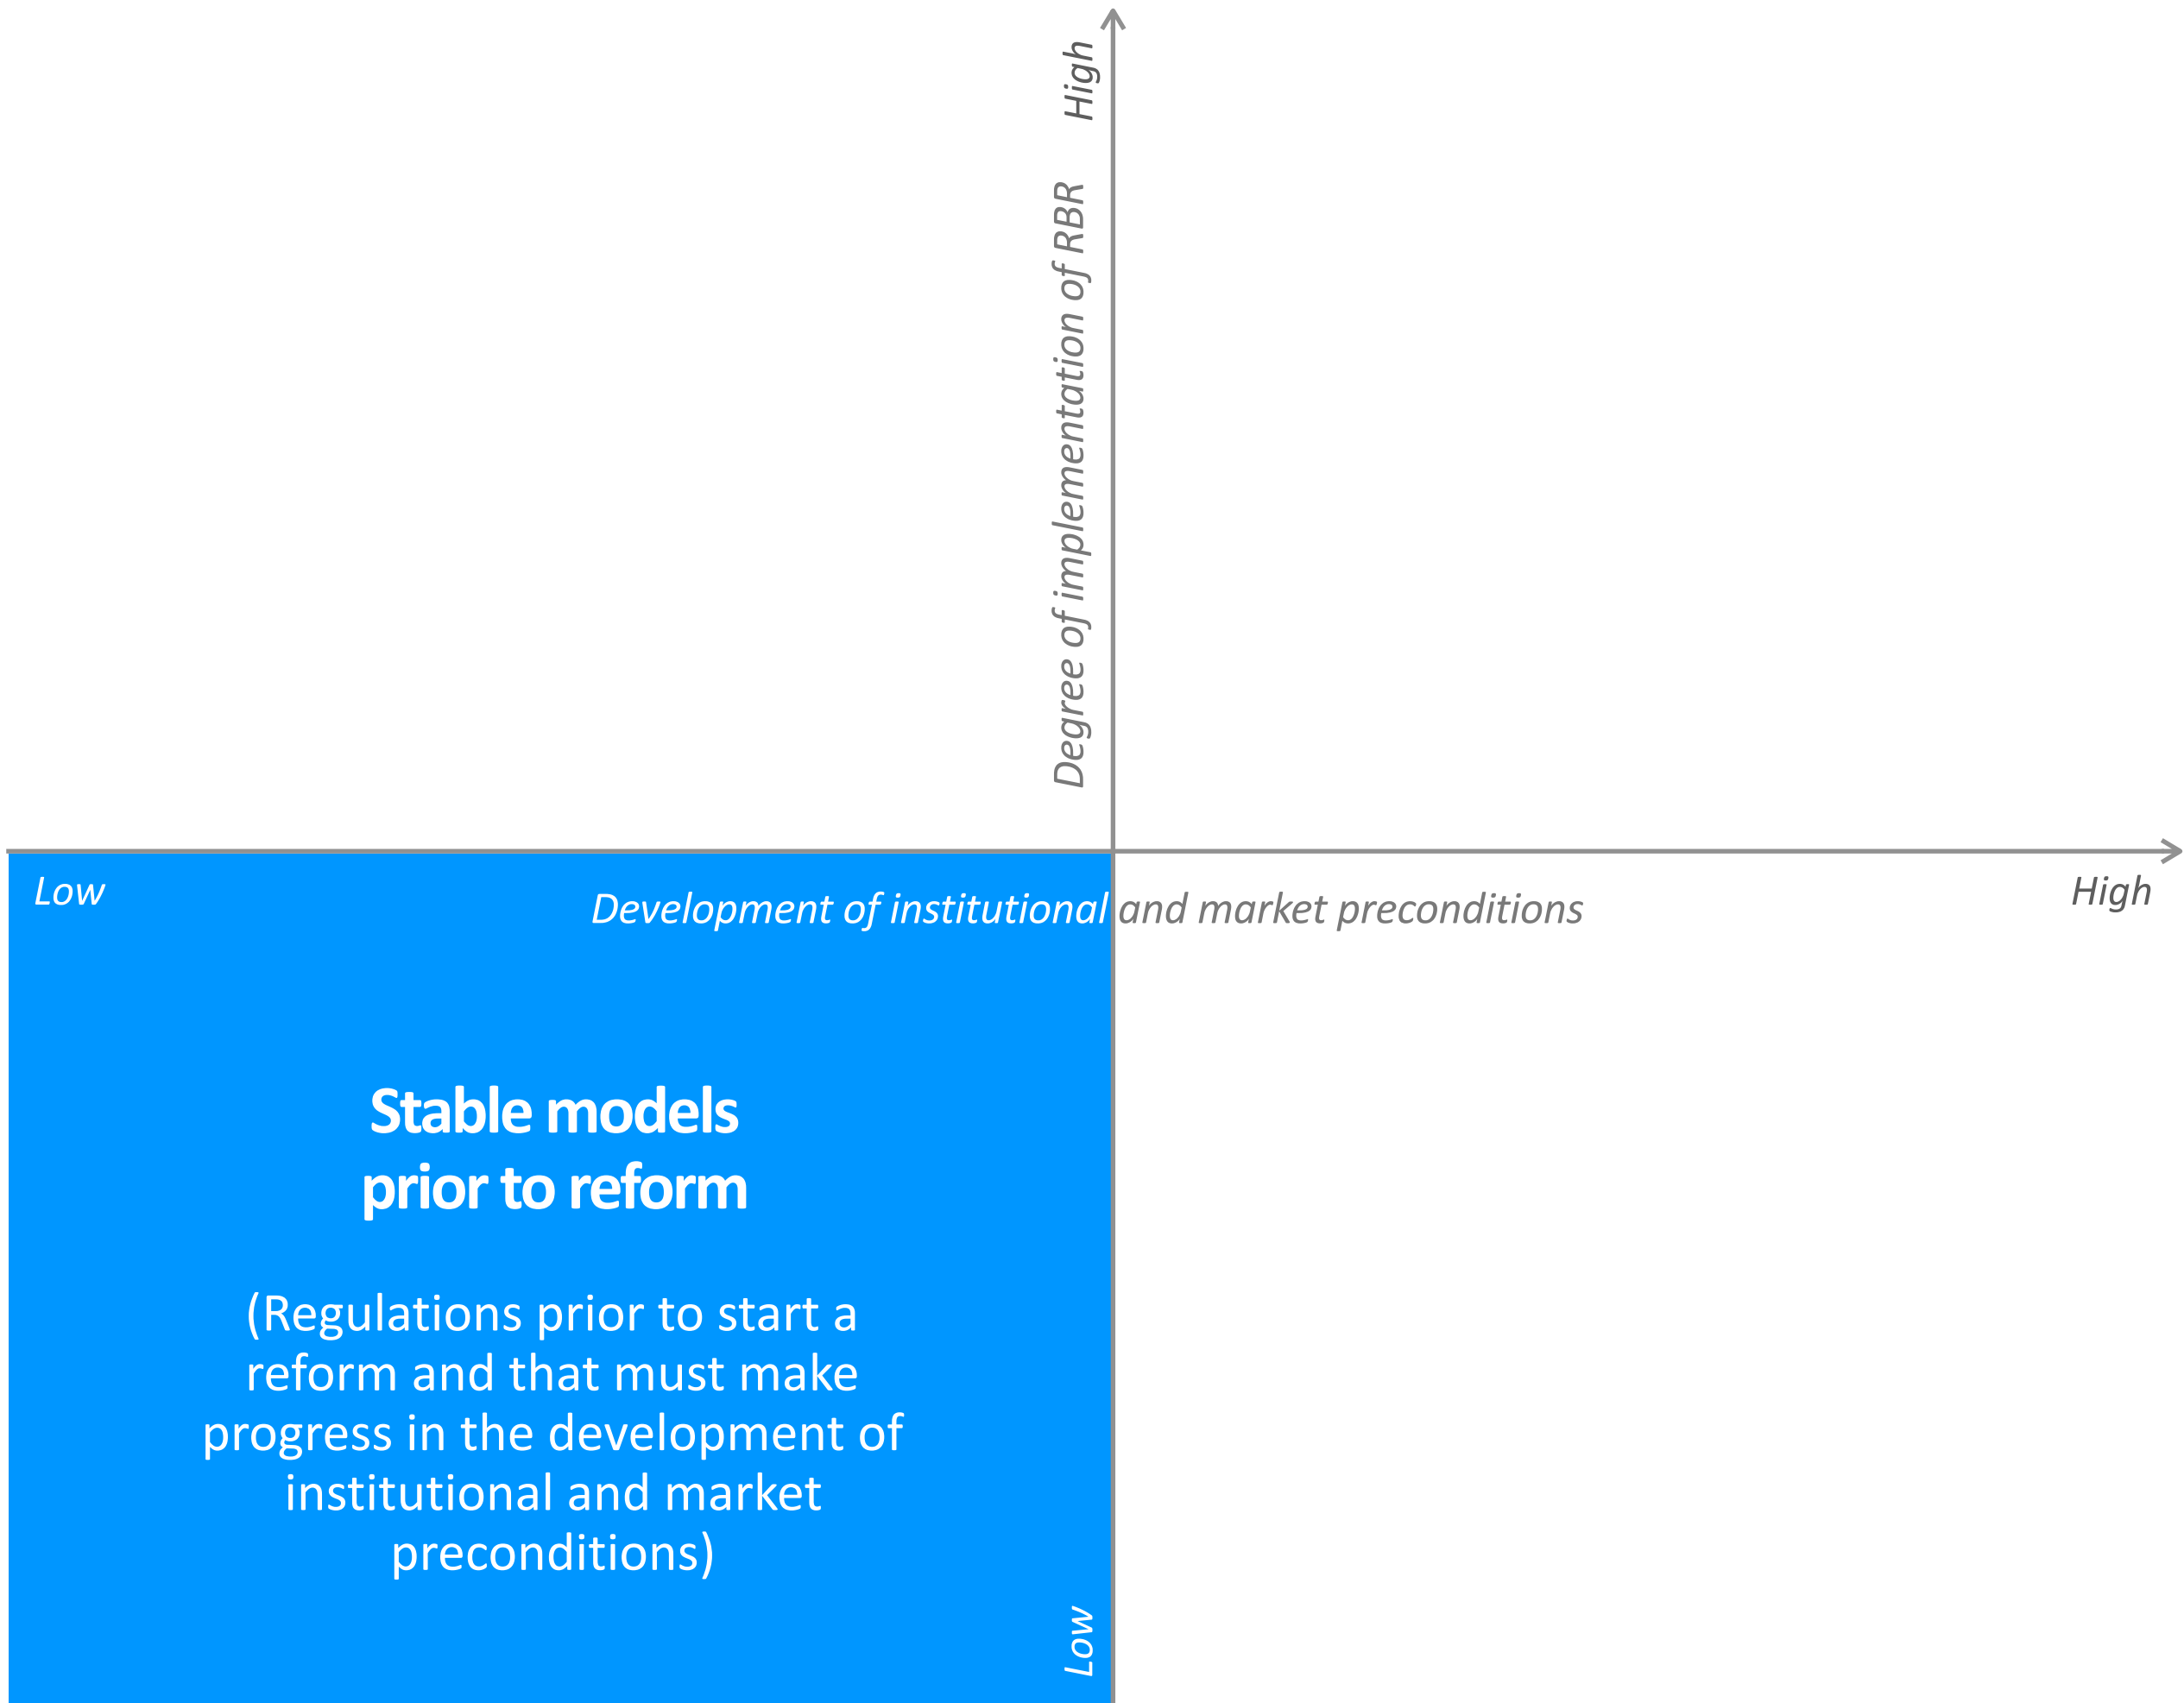 High
Degree of implementation of RBR
Low
Development of institutional and market preconditions
High
Stable models
prior to reform
(Regulations prior to start a
reform and that must make
progress in the development of
institutional and market
preconditions)
Low